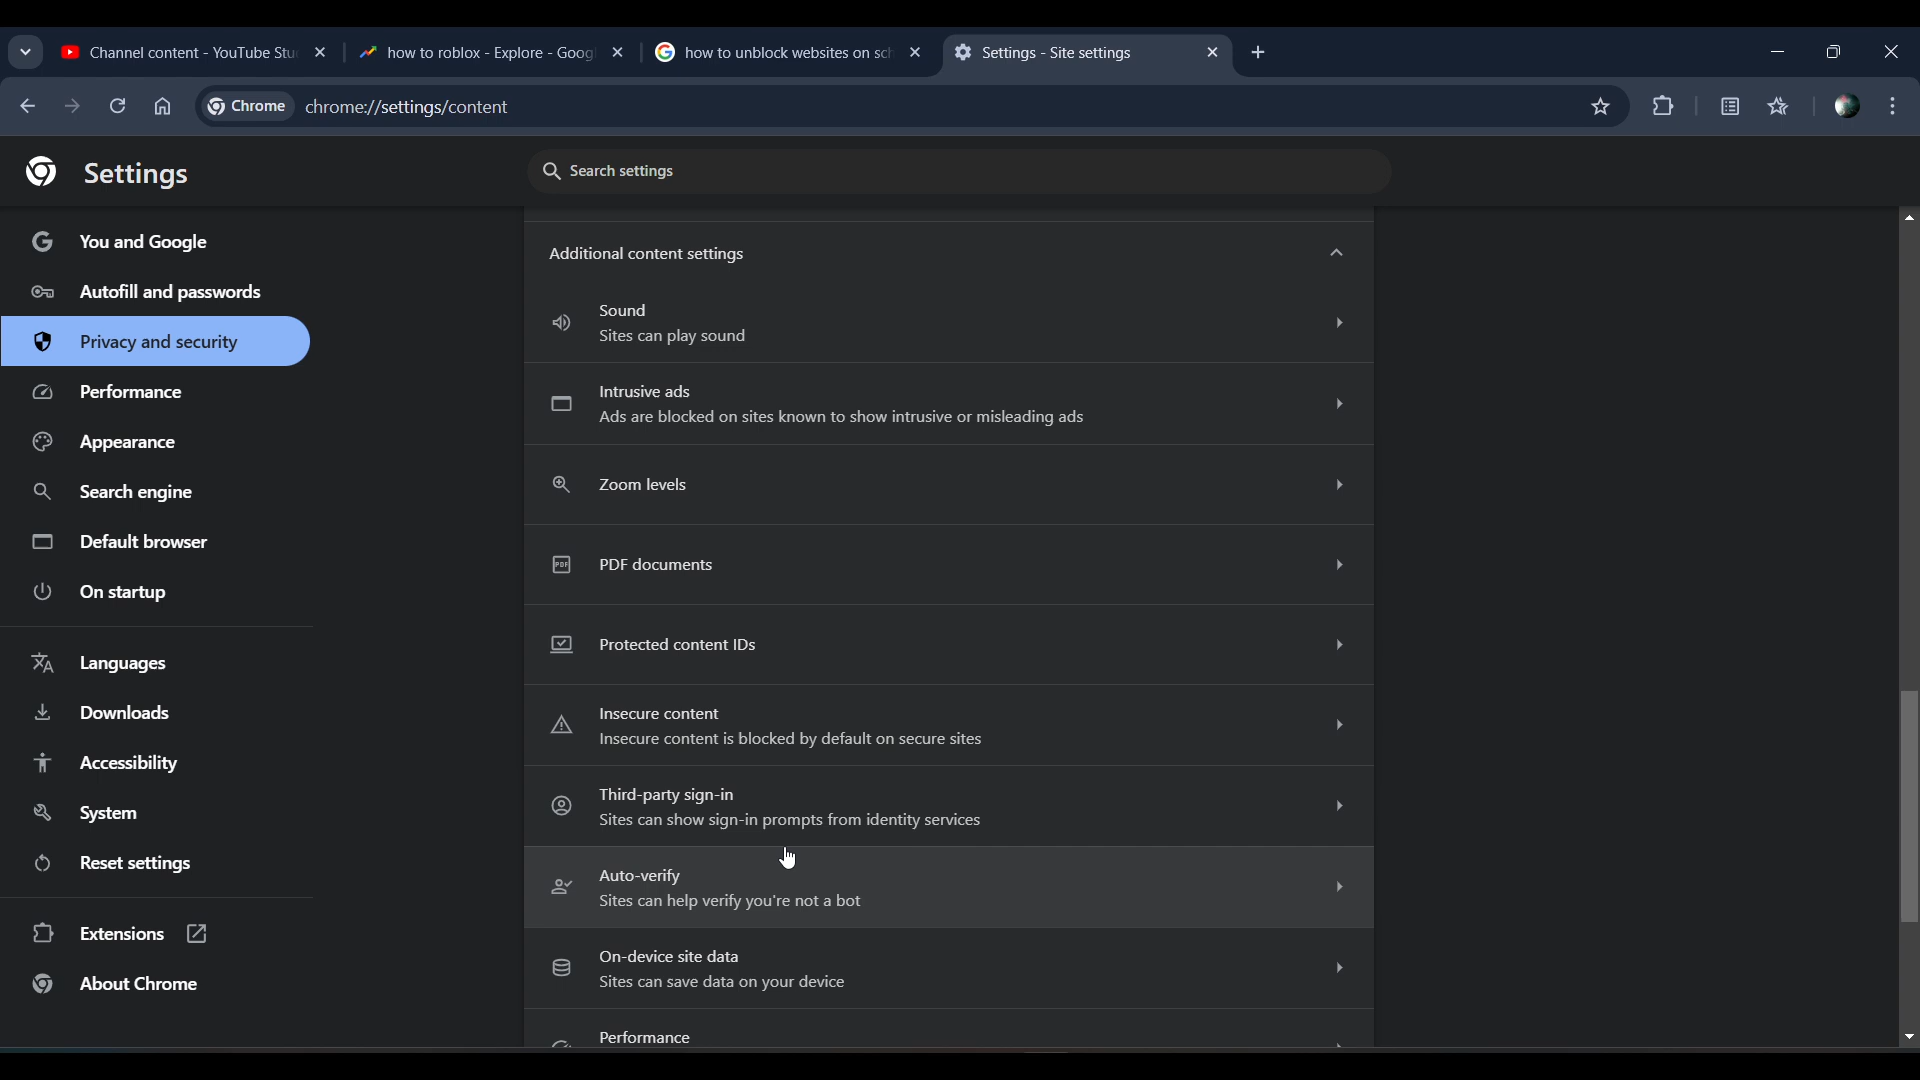 Channel content - YouTube Stu
how to roblox - Explore - Goog
how to unblock websites on sch
Settings - Site settings
Chrome
chrome://settings/content
Settings
Search settings
You and Google
Autofill and passwords
Privacy and security
Performance
Appearance
Search engine
Default browser
On startup
Languages
Downloads
Accessibility
System
Reset settings
Extensions
About Chrome
Additional content settings
Sound
Sites can play sound
Intrusive ads
Ads are blocked on sites known to show intrusive or misleading ads
Zoom levels
PDF
PDF documents
Protected content IDs
Insecure content
Insecure content is blocked by default on secure sites
Third-party sign-in
Sites can show sign-in prompts from identity services
Auto-verify
Sites can help verify you're not a bot
On-device site data
Sites can save data on your device
Performance